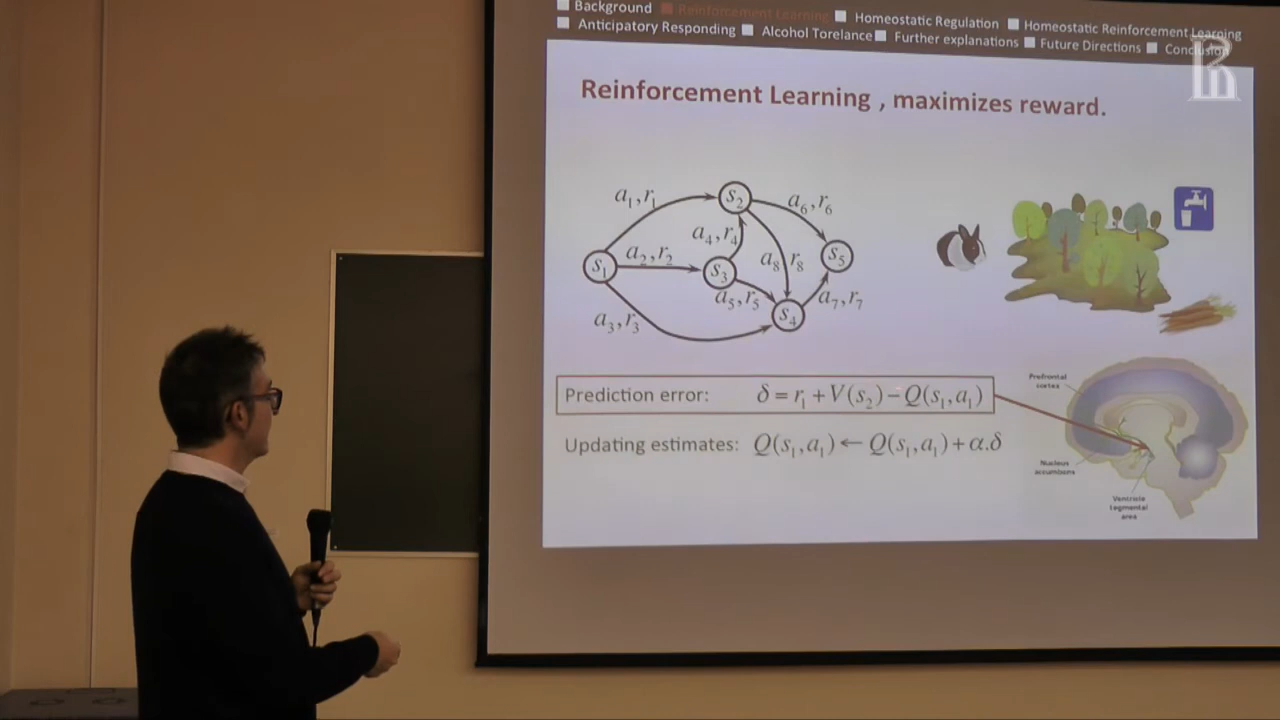 Background Reinforcement Learning Homeostatic Regulation Homeostatic Reinforcement Learning
Anticipatory Responding Alcohol Torelance Further explanations Future Directions Conclusion
Reinforcement Learning , maximizes reward.
a₁,r₁
s₂
a₆,r₆
a₄,r₄
s₁
a₂,r₂
s₃
a₈ r₈
s₅
a₅,r₅
a₃,r₃
s₄
a₇,r₇
Prefrontal
cortex
Prediction error: δ = r₁ + V(s₂) − Q(s₁,a₁)
Updating estimates: Q(s₁,a₁) ← Q(s₁,a₁) + α.δ
Nucleus
accumbens
Ventricle
tegmental
area